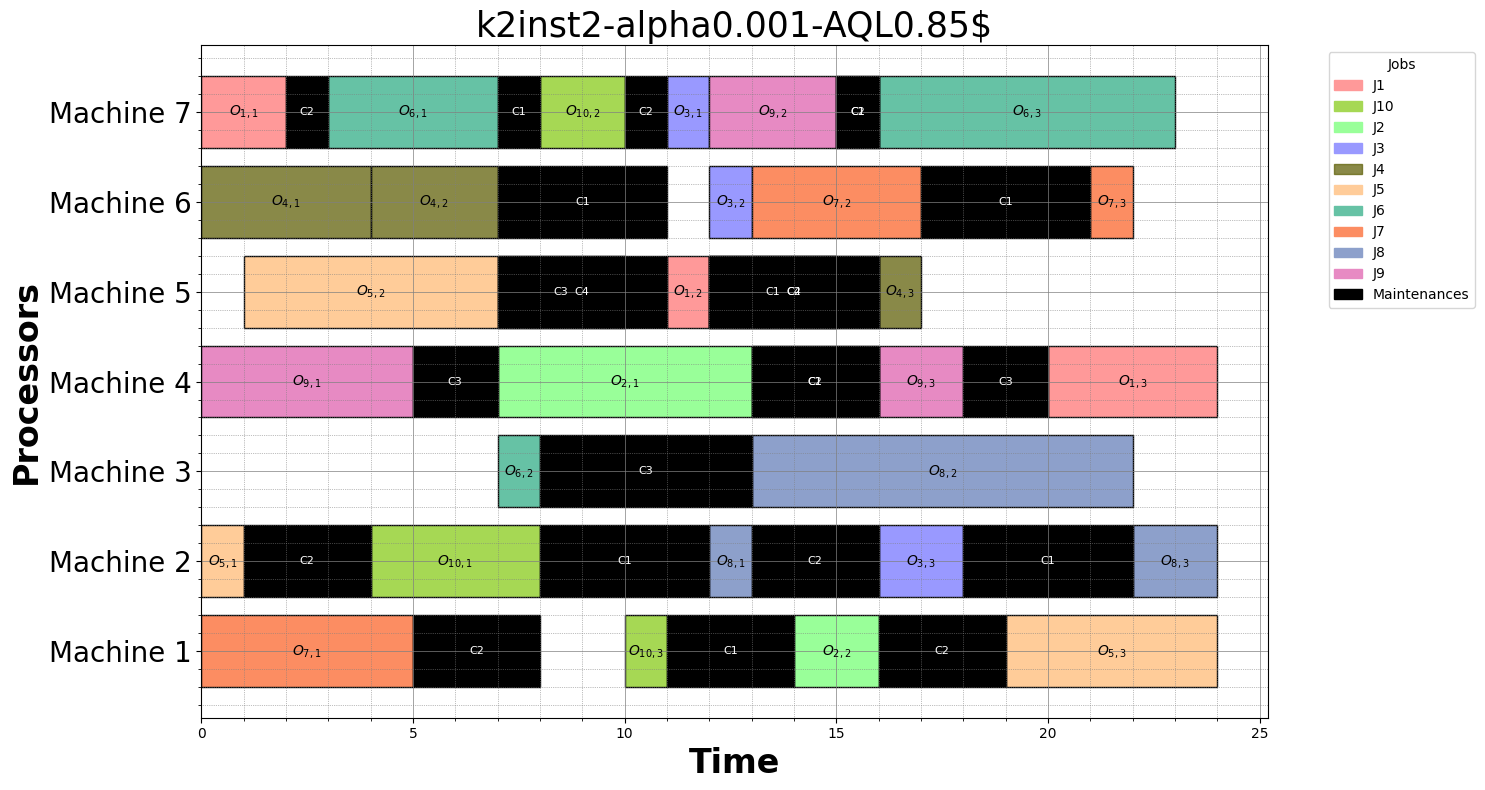 k2inst2-alpha0.001-AQL0.85$
Jobs
J1
J10
J2
J3
J4
J5
J6
J7
J8
J9
Maintenances
Processors
Machine 7
O1,1 C2 O6,1 C1 O10,2 C2 O3,1 O9,2 O6,3
Machine 6
O4,1 O4,2 C1 O3,2 O7,2 C1 O7,3
Machine 5
O5,2 C3 C4 O1,2 C1 O4,3
Machine 4
O9,1 C3 O2,1 O9,3 C3 O1,3
Machine 3
O6,2 C3 O8,2
Machine 2
O5,1 C2 O10,1 C1 O8,1 C2 O3,3 C1 O8,3
Machine 1
O7,1 C2 O10,3 C1 O2,2 C2 O5,3
0 5 10 15 20 25
Time